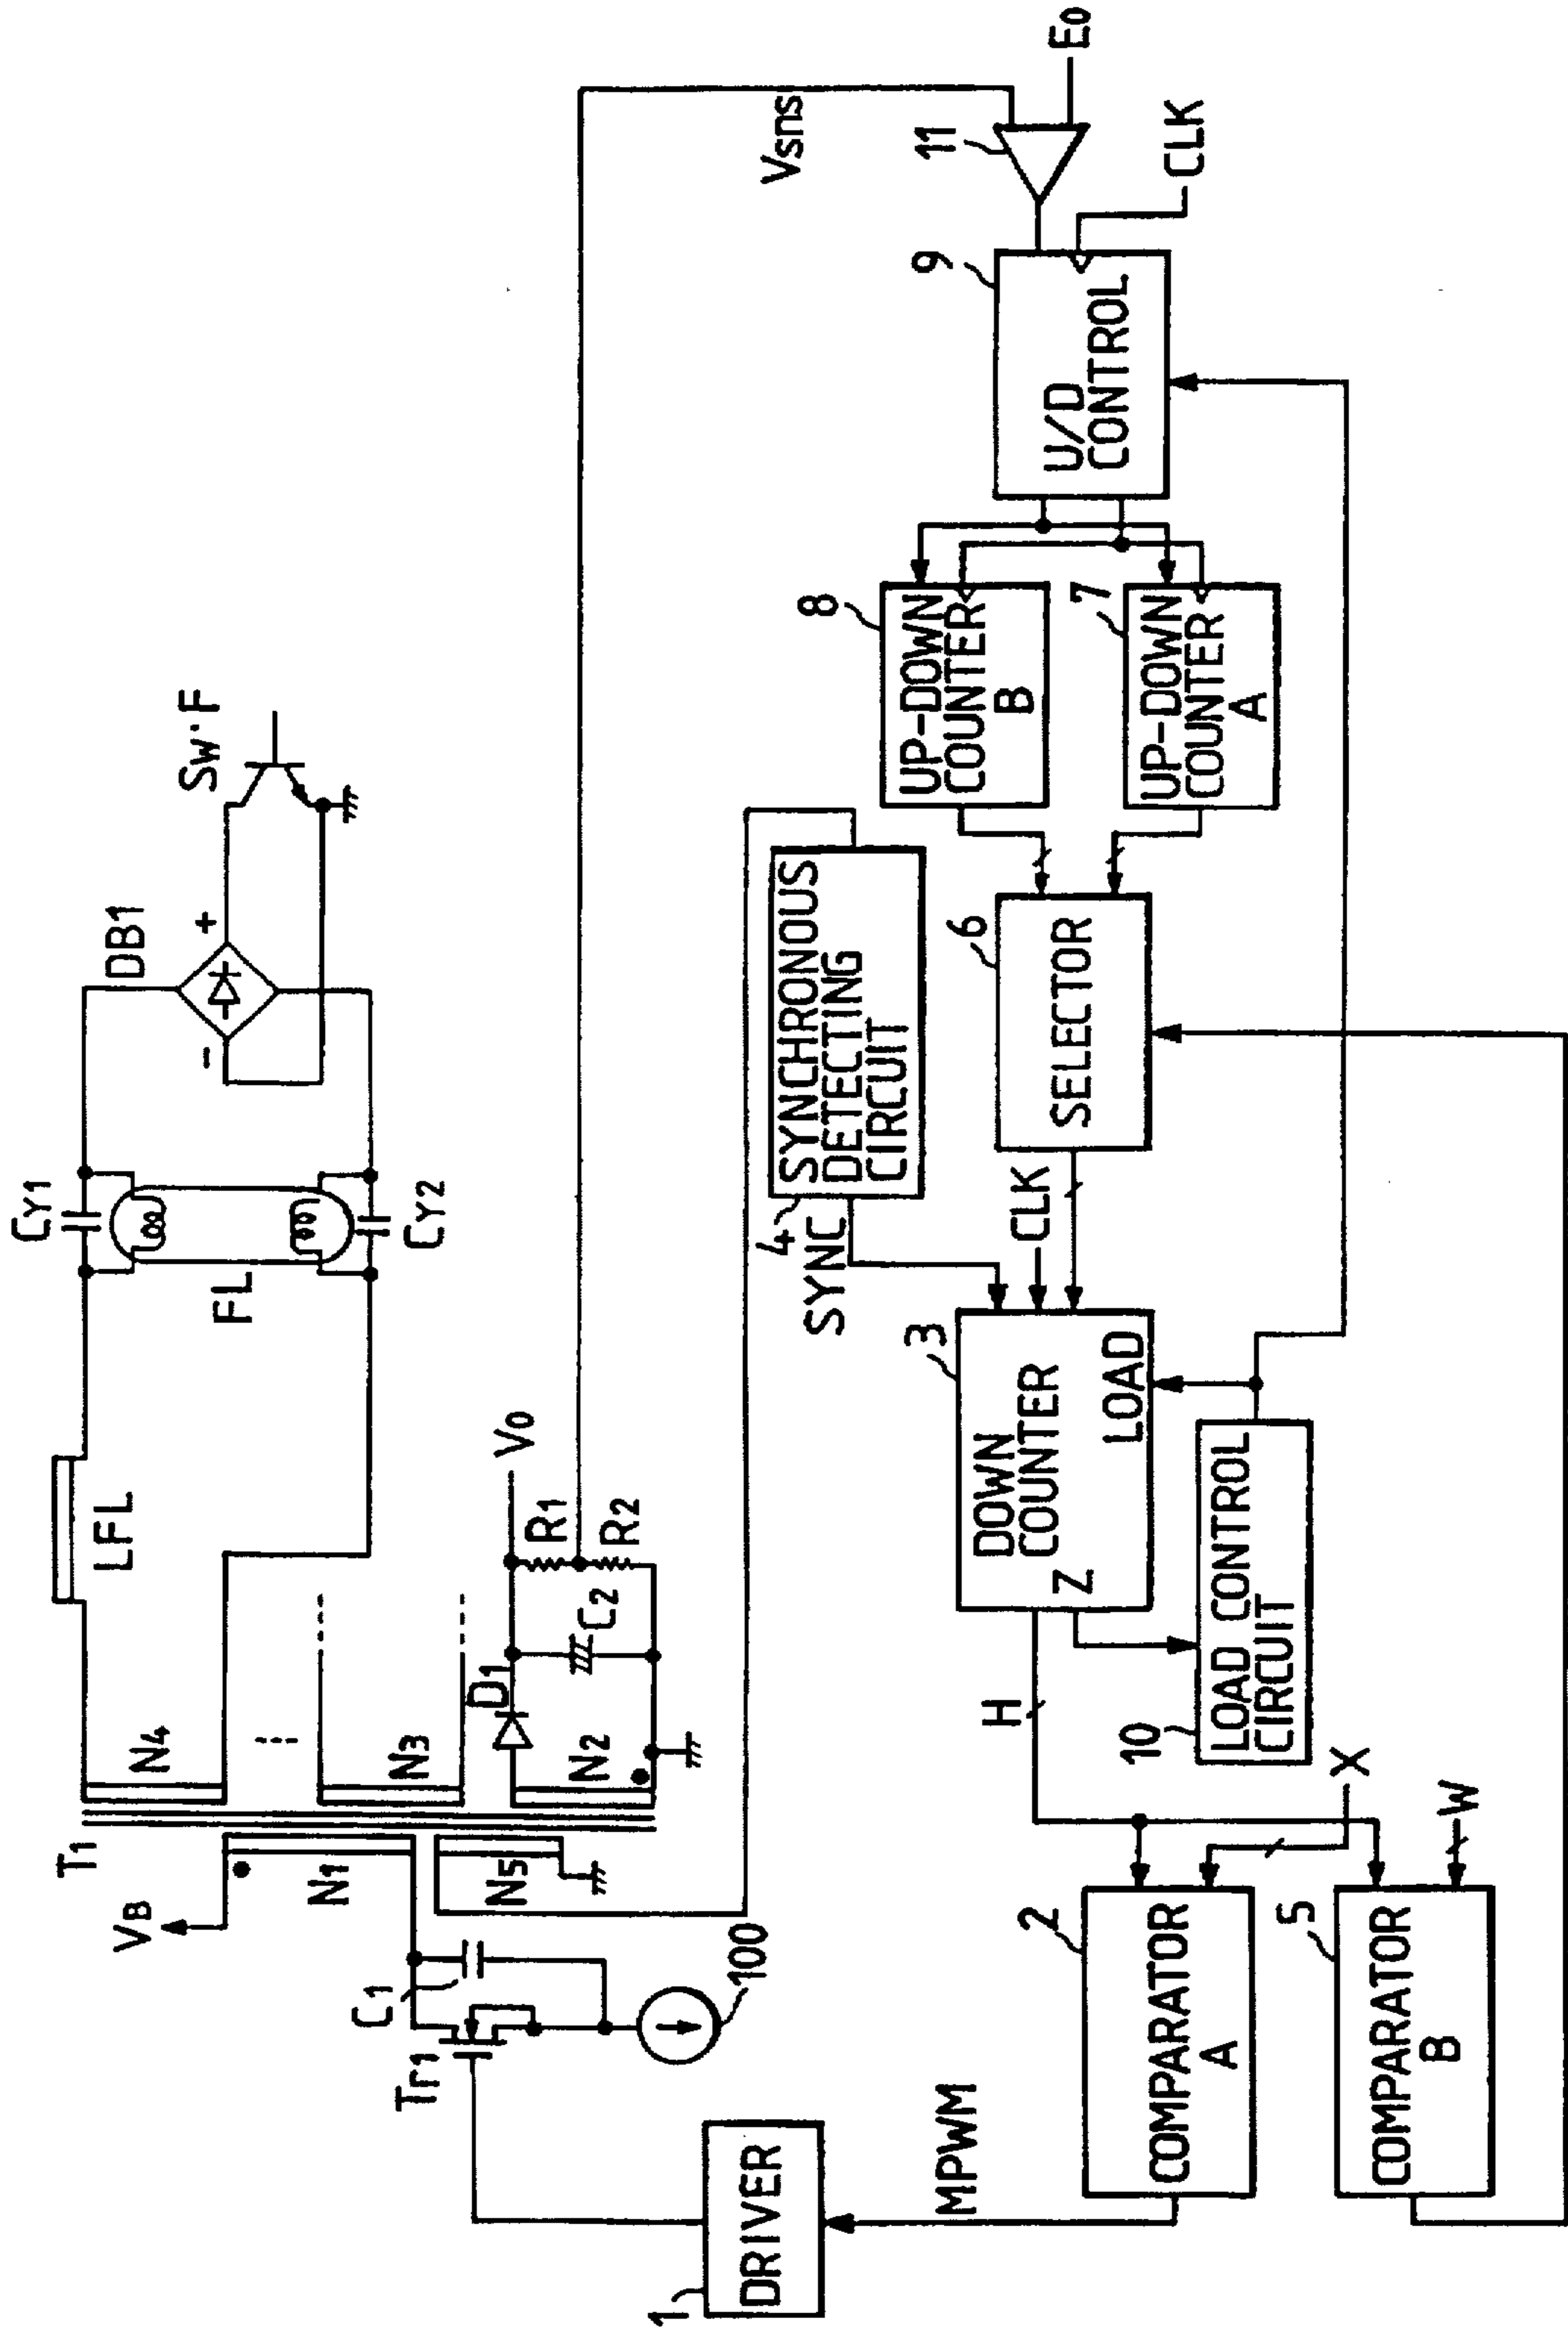 T1
VB
N1
N5
N4
N3
N2
LFL
CY1
FL
CY2
DB1
+
-
SW·F
D1
C2
V0
R1
R2
C1
Tr1
100
Vsns
1
DRIVER
MPWM
4
SYNCHRONOUS
DETECTING
CIRCUIT
SYNC
CLK
3
DOWN
COUNTER
LOAD
Z
H
10
LOAD CONTROL
CIRCUIT
X
W
2
COMPARATOR
A
5
COMPARATOR
B
6
SELECTOR
8
UP-DOWN
COUNTER
B
7
UP-DOWN
COUNTER
A
9
U/D
CONTROL
11
E0
CLK